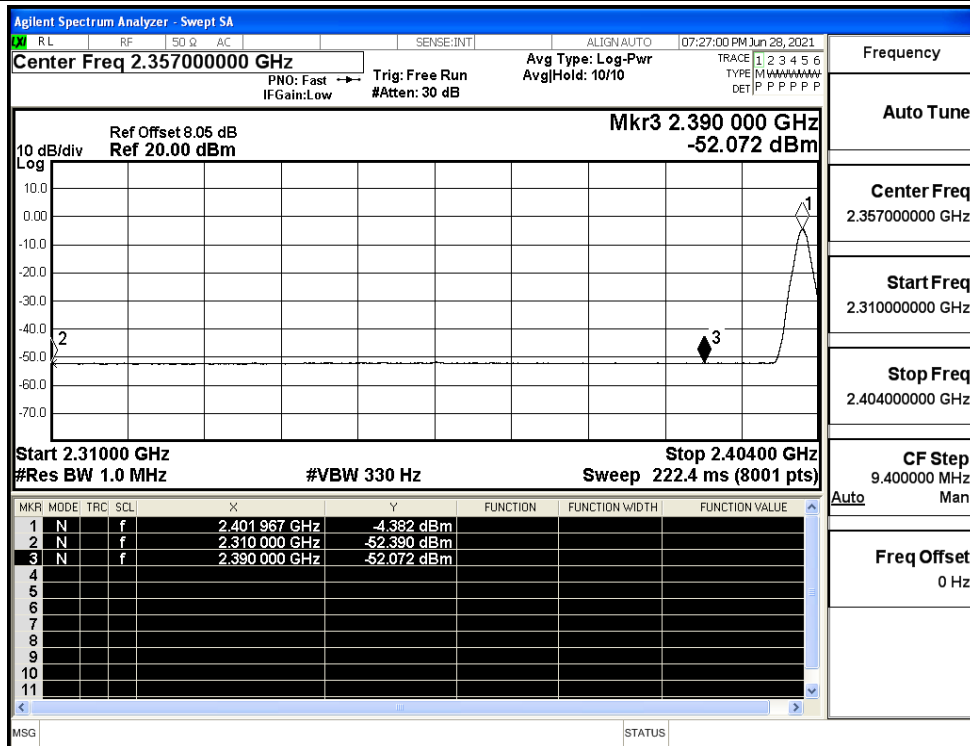 Agilent Spectrum Analyzer - Swept SA
LXI RL RF 50 Ω AC SENSE:INT ALIGN AUTO 07:27:00 PM Jun 28, 2021
Center Freq 2.357000000 GHz
PNO: Fast
IFGain:Low
Trig: Free Run
#Atten: 30 dB
Avg Type: Log-Pwr
Avg|Hold: 10/10
TRACE 1 2 3 4 5 6
TYPE M WWWWW
DET P P P P P P
Frequency
Auto Tune
Center Freq
2.357000000 GHz
Start Freq
2.310000000 GHz
Stop Freq
2.404000000 GHz
CF Step
9.400000 MHz
Auto Man
Freq Offset
0 Hz
Mkr3 2.390 000 GHz
-52.072 dBm
Ref Offset 8.05 dB
10 dB/div Ref 20.00 dBm
Log
10.0
0.00
-10.0
-20.0
-30.0
-40.0
-50.0
-60.0
-70.0
1
2
3
Start 2.31000 GHz Stop 2.40400 GHz
#Res BW 1.0 MHz #VBW 330 Hz Sweep 222.4 ms (8001 pts)
MKR MODE TRC SCL X Y FUNCTION FUNCTION WIDTH FUNCTION VALUE
1 N f 2.401 967 GHz -4.382 dBm
2 N f 2.310 000 GHz -52.390 dBm
3 N f 2.390 000 GHz -52.072 dBm
4
5
6
7
8
9
10
11
MSG STATUS